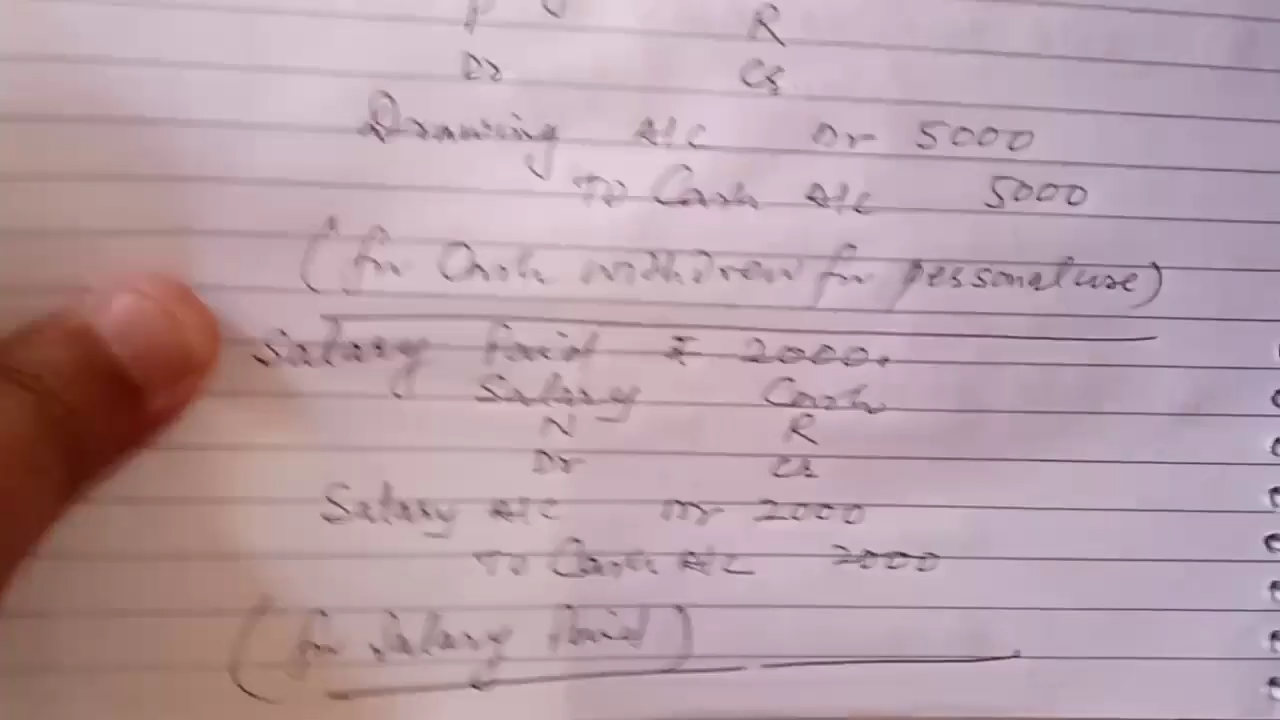 P R
Dr Cr
Drawing A/c Dr 5000
To Cash A/c 5000
(for Cash withdrew for personal use)
Salary Paid ₹ 2000.
Salary Cash
N R
Dr Cr
Salary A/c Dr 2000
To Cash A/c 2000
(for Salary Paid)